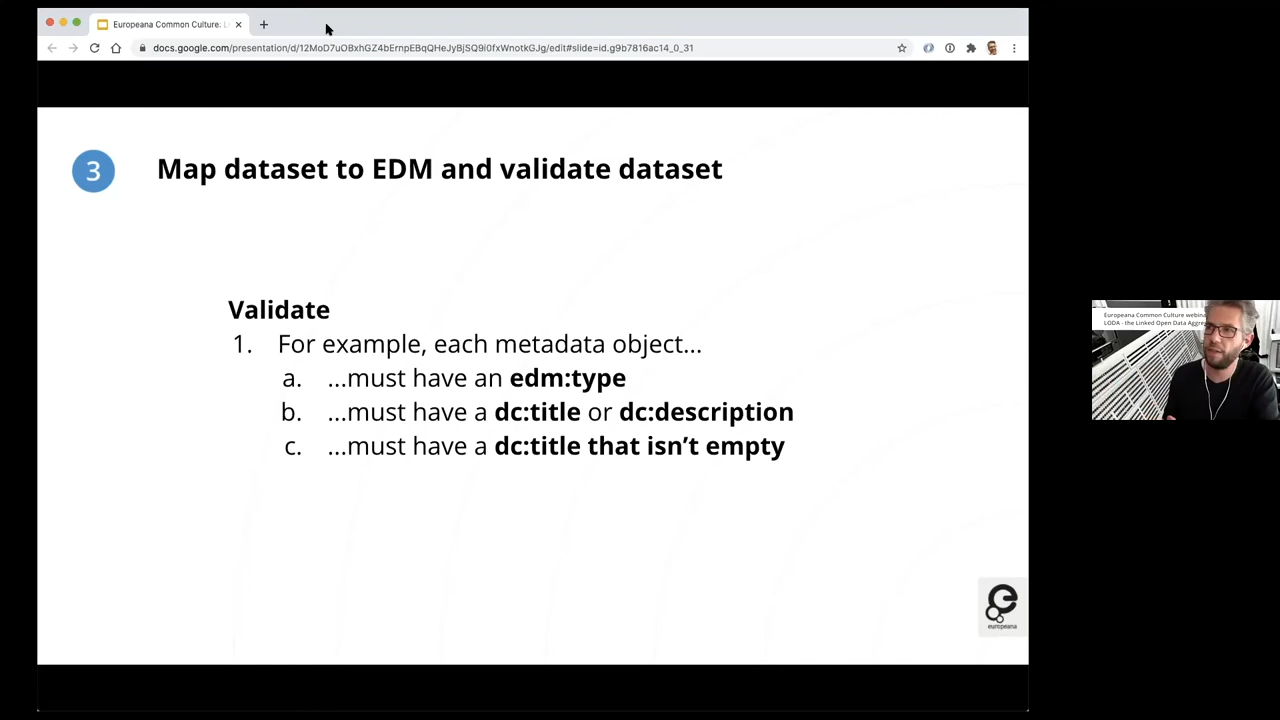 Europeana Common Culture: L
docs.google.com/presentation/d/12MoD7uOBxhGZ4bErnpEBqQHeJyBjSQ9i0fxWnotkGJg/edit#slide=id.g9b7816ac14_0_31
3 Map dataset to EDM and validate dataset
Validate
1. For example, each metadata object...
a. ...must have an edm:type
b. ...must have a dc:title or dc:description
c. ...must have a dc:title that isn't empty
europeana
Europeana Common Culture webina
LODA - the Linked Open Data Aggre